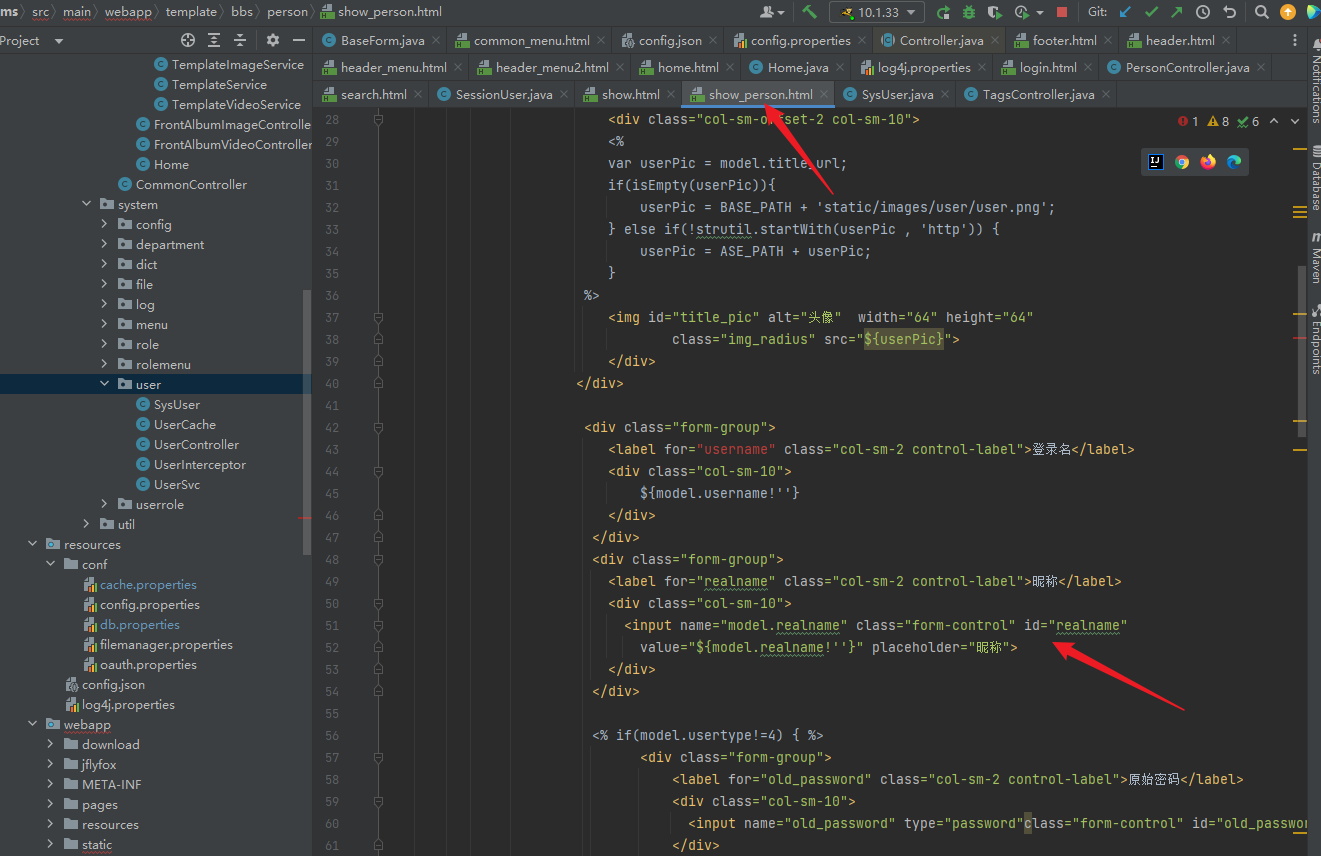 ms src main webapp template bbs person show_person.html 10.1.33 Git:
Project BaseForm.java common_menu.html config.json config.properties Controller.java footer.html header.html
header_menu.html header_menu2.html home.html Home.java log4j.properties login.html PersonController.java
search.html SessionUser.java show.html show_person.html SysUser.java TagsController.java
TemplateImageService
TemplateService
TemplateVideoService
FrontAlbumImageControlle
FrontAlbumVideoController
Home
CommonController
system
config
department
dict
file
log
menu
role
rolemenu
user
SysUser
UserCache
UserController
UserInterceptor
UserSvc
userrole
util
resources
conf
cache.properties
config.properties
db.properties
filemanager.properties
oauth.properties
config.json
log4j.properties
webapp
download
jflyfox
META-INF
pages
resources
static
1 8 6
28 <div class="col-sm-offset-2 col-sm-10">
29 <%
30 var userPic = model.title_url;
31 if(isEmpty(userPic)){
32 userPic = BASE_PATH + 'static/images/user/user.png';
33 } else if(!strutil.startWith(userPic , 'http')) {
34 userPic = ASE_PATH + userPic;
35 }
36 %>
37 <img id="title_pic" alt="头像"  width="64" height="64"
38 class="img_radius" src="${userPic}">
39 </div>
40 </div>
41
42 <div class="form-group">
43 <label for="username" class="col-sm-2 control-label">登录名</label>
44 <div class="col-sm-10">
45 ${model.username!''}
46 </div>
47 </div>
48 <div class="form-group">
49 <label for="realname" class="col-sm-2 control-label">昵称</label>
50 <div class="col-sm-10">
51 <input name="model.realname" class="form-control" id="realname"
52 value="${model.realname!''}" placeholder="昵称">
53 </div>
54 </div>
55
56 <% if(model.usertype!=4) { %>
57 <div class="form-group">
58 <label for="old_password" class="col-sm-2 control-label">原始密码</label>
59 <div class="col-sm-10">
60 <input name="old_password" type="password"class="form-control" id="old_passwor
61 </div>
Notifications
Database
Maven
Endpoints